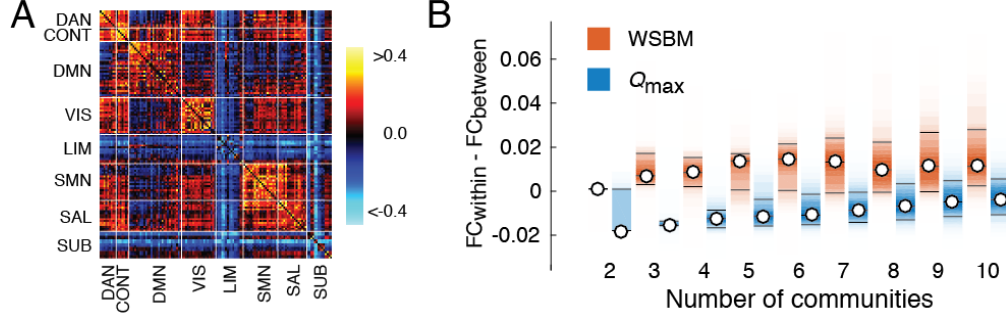 A
DAN
CONT
DMN
VIS
LIM
SMN
SAL
SUB
DAN
CONT
DMN
VIS
LIM
SMN
SAL
SUB
>0.4
0.0
<-0.4
B
WSBM
Qmax
FCwithin - FCbetween
0.06
0.04
0.02
0
-0.02
2 3 4 5 6 7 8 9 10
Number of communities